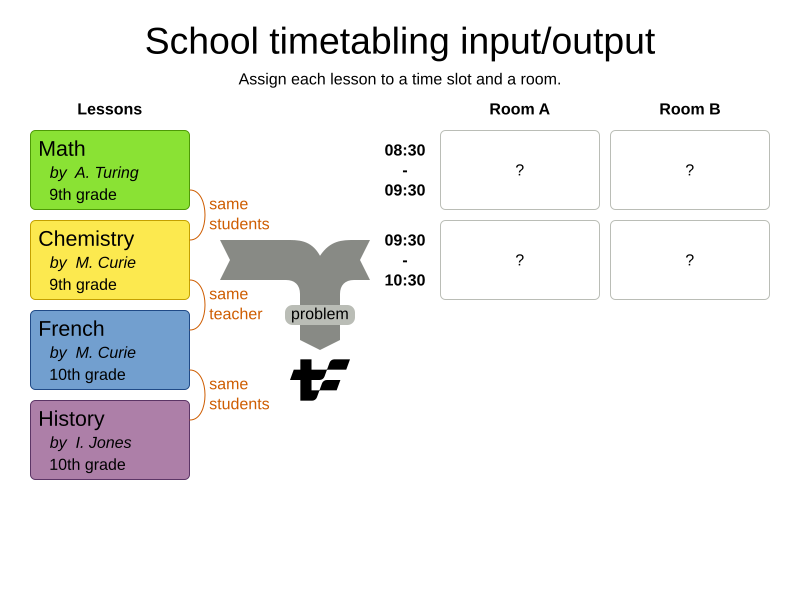 School timetabling input/output
Assign each lesson to a time slot and a room.
Lessons
Room A
Room B
Math
by A. Turing
9th grade
same
students
Chemistry
by M. Curie
9th grade
same
teacher
French
by M. Curie
10th grade
same
students
History
by I. Jones
10th grade
problem
08:30
-
09:30
?
?
09:30
-
10:30
?
?